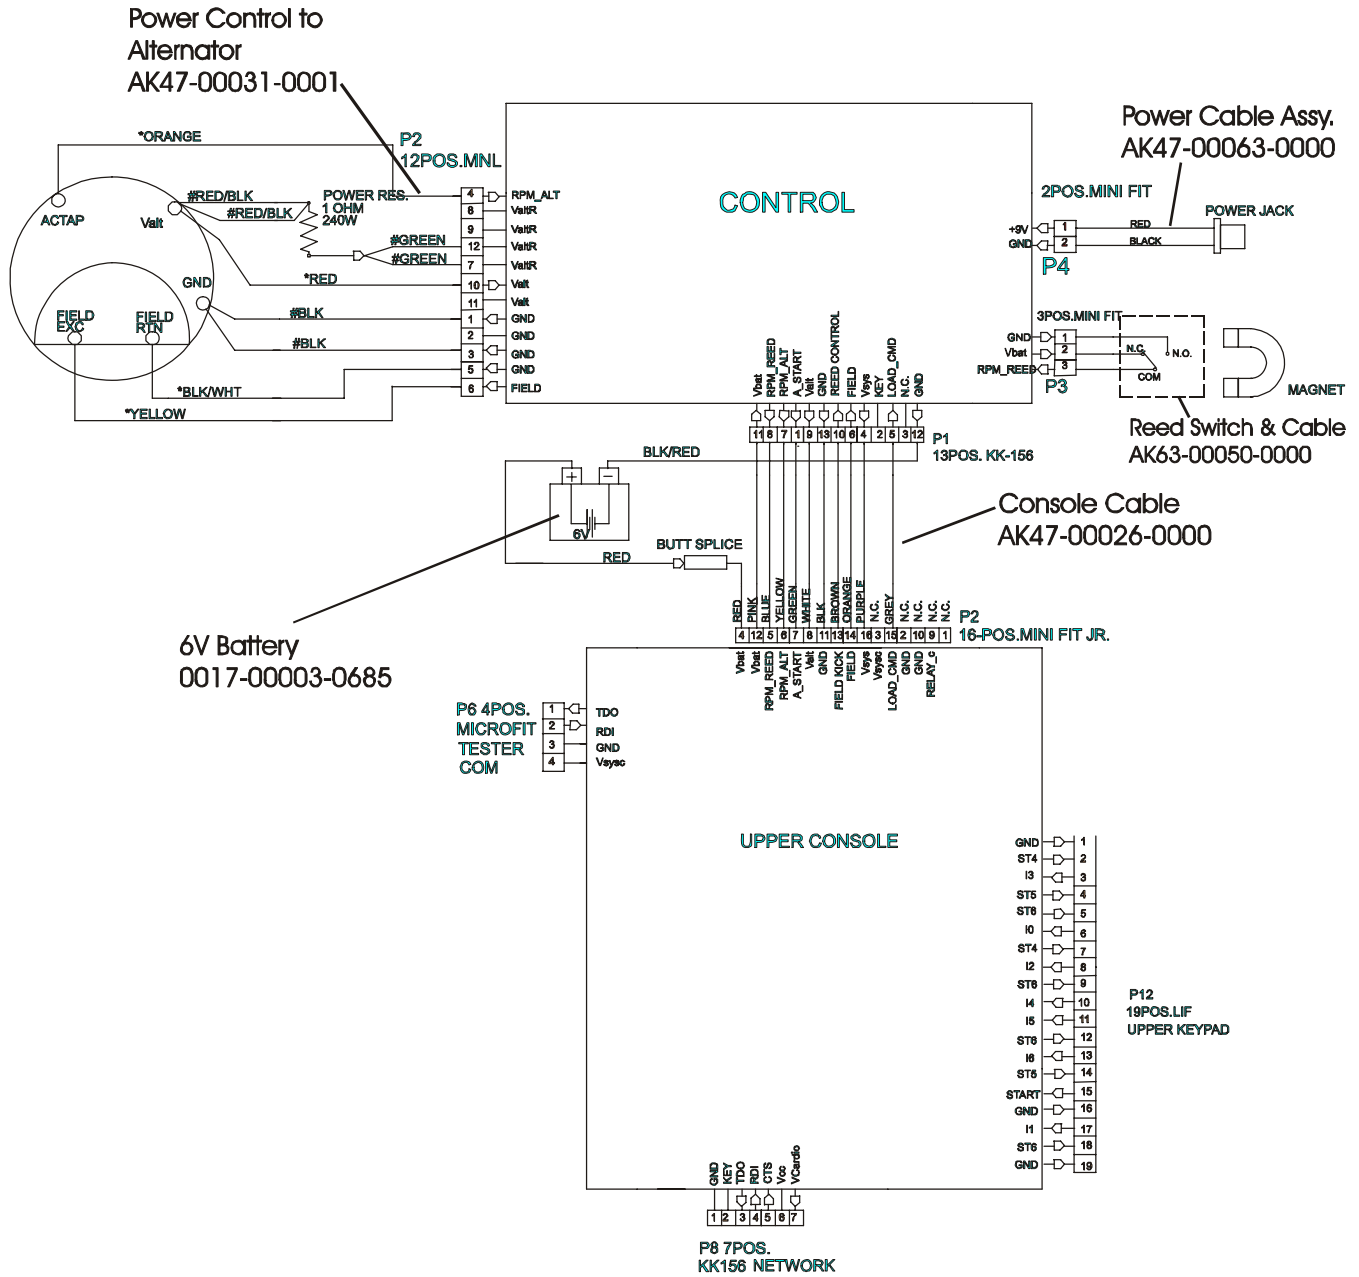 Power Control to
Alternator
AK47-00031-0001
*ORANGE
P2
12POS.MNL
ACTAP
Valt
GND
FIELD
EXC
FIELD
RTN
#RED/BLK
#RED/BLK
POWER RES.
1 OHM
240W
#GREEN
#GREEN
*RED
#BLK
#BLK
*BLK/WHT
*YELLOW
4 RPM_ALT
8 ValtR
9 ValtR
12 ValtR
7 ValtR
10 Valt
11 Valt
1 GND
2 GND
3 GND
5 GND
6 FIELD
CONTROL
Power Cable Assy.
AK47-00063-0000
2POS.MINI FIT
POWER JACK
+9V 1 RED
GND 2 BLACK
P4
3POS.MINI FIT
GND 1
Vbat 2
RPM_REED 3
P3
N.C.
N.O.
COM
MAGNET
Reed Switch & Cable
AK63-00050-0000
Vbat
RPM_REED
RPM_ALT
A_START
Valt
GND
REED CONTROL
FIELD
Vsys
KEY
LOAD_CMD
N.C.
GND
11 8 7 1 9 13 10 6 4 2 5 3 12
P1
13POS. KK-156
BLK/RED
+
−
6V
RED
BUTT SPLICE
Console Cable
AK47-00026-0000
6V Battery
0017-00003-0685
RED
PINK
BLUE
YELLOW
GREEN
WHITE
BLK
BROWN
ORANGE
PURPLE
N.C.
GREY
N.C.
N.C.
N.C.
N.C.
P2
16-POS.MINI FIT JR.
4 12 5 6 7 8 11 13 14 16 3 15 2 10 9 1
Vbat
Vbat
RPM_REED
RPM_ALT
A_START
Valt
GND
FIELD KICK
FIELD
Vsys
Vsysc
LOAD_CMD
GND
GND
RELAY_c
P6 4POS.
MICROFIT
TESTER
COM
1 TDO
2 RDI
3 GND
4 Vsysc
UPPER CONSOLE
GND 1
ST4 2
I3 3
ST5 4
ST6 5
I0 6
ST4 7
I2 8
ST6 9
I4 10
I5 11
ST6 12
I6 13
ST5 14
START 15
GND 16
I1 17
ST6 18
GND 19
P12
19POS.LIF
UPPER KEYPAD
GND
KEY
TDO
RDI
CTS
Vcc
VCardio
1 2 3 4 5 6 7
P8 7POS.
KK156 NETWORK